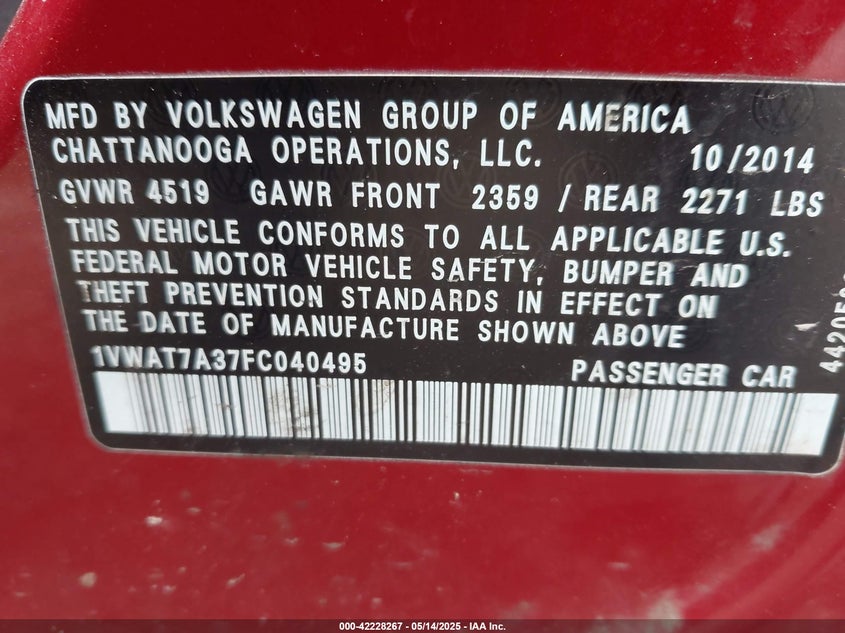 MFD BY VOLKSWAGEN GROUP OF AMERICA
CHATTANOOGA OPERATIONS, LLC. 10/2014
GVWR 4519 GAWR FRONT 2359 / REAR 2271 LBS
THIS VEHICLE CONFORMS TO ALL APPLICABLE U.S.
FEDERAL MOTOR VEHICLE SAFETY, BUMPER AND
THEFT PREVENTION STANDARDS IN EFFECT ON
THE DATE OF MANUFACTURE SHOWN ABOVE
1VWAT7A37FC040495 PASSENGER CAR
000-42228267 - 05/14/2025 - IAA Inc.